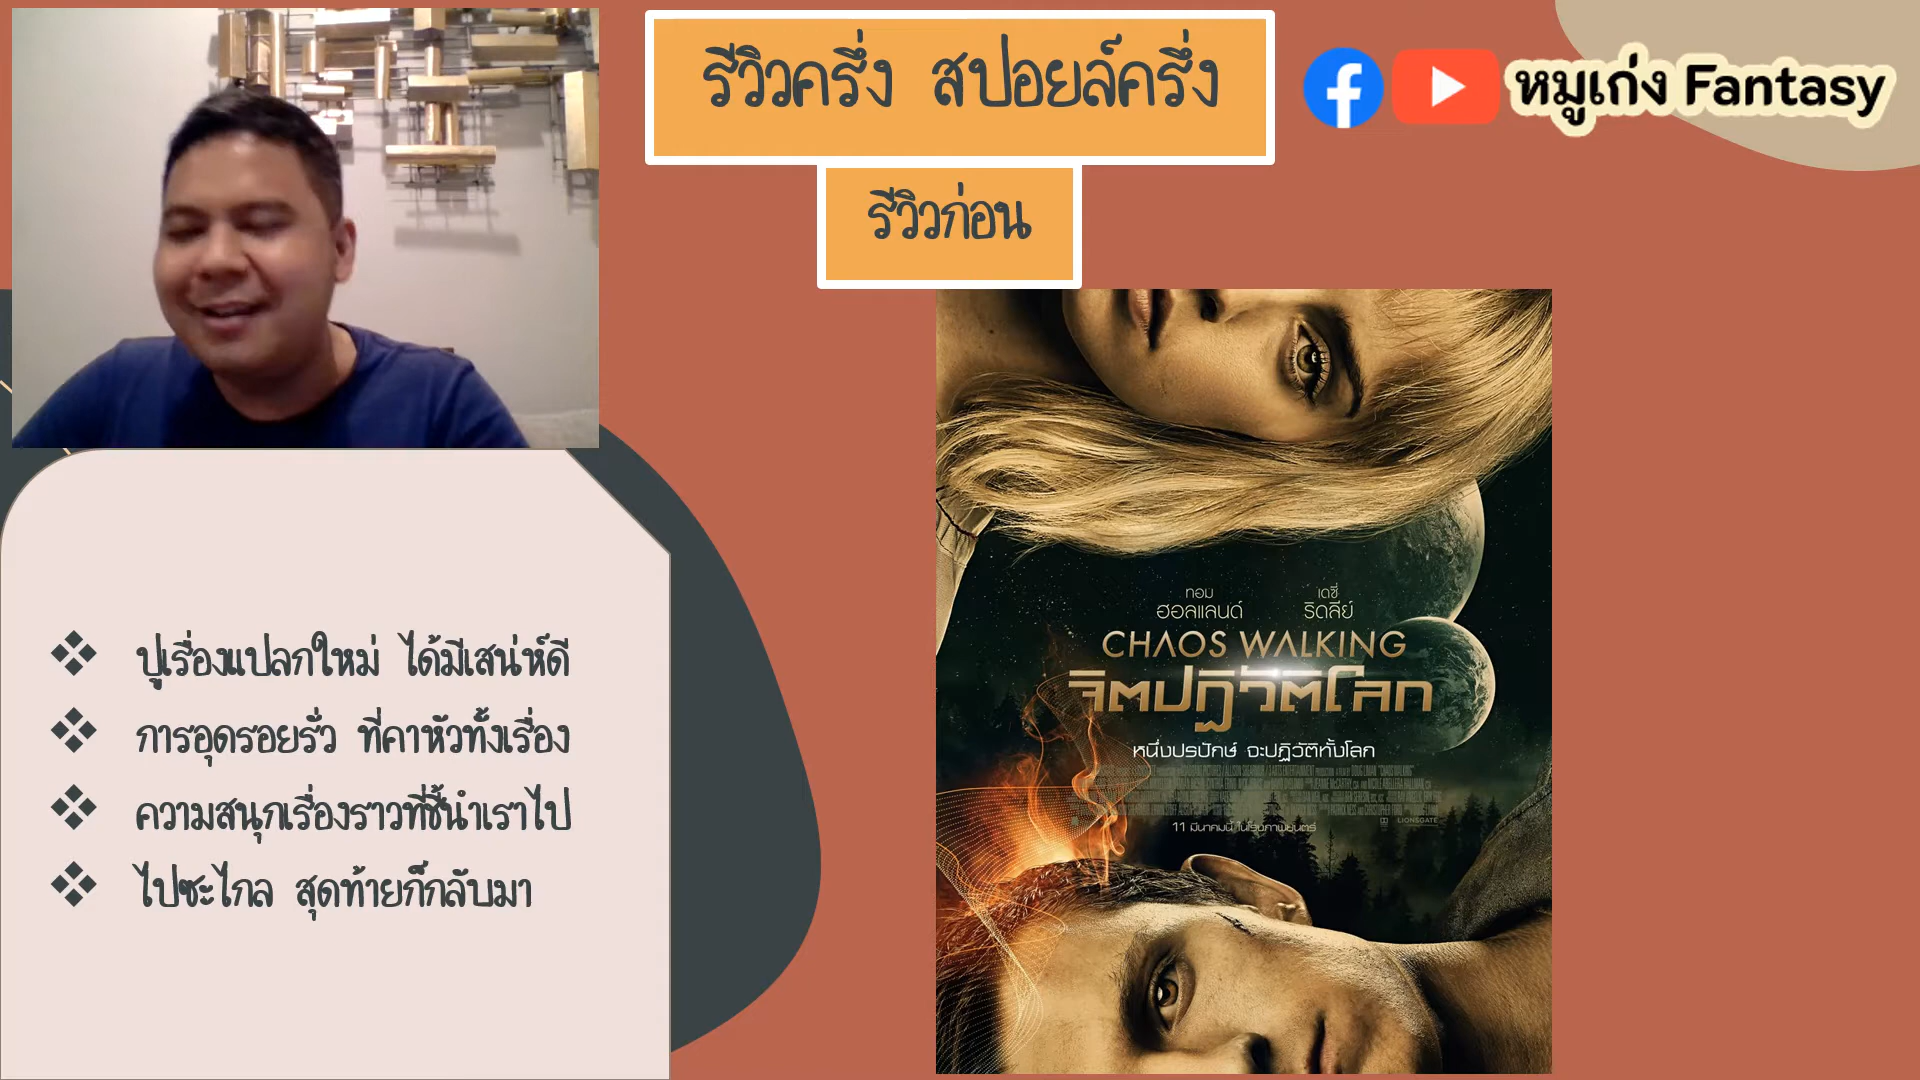 รีวิวครึ่ง สปอยล์ครึ่ง
หมูเก่ง Fantasy
รีวิวก่อน
ปูเรื่องแปลกใหม่ ได้มีเสน่ห์ดี
การอุดรอยรั่ว ที่คาหัวทั้งเรื่อง
ความสนุกเรื่องราวที่ชี้นำเราไป
ไปซะไกล สุดท้ายก็กลับมา
ทอม ฮอลแลนด์
เดซี่ ริดลีย์
CHAOS WALKING
จิตปฏิวัติโลก
หนึ่งปรปักษ์ จะปฏิวัติทั้งโลก
LIONSGATE
11 มีนาคมนี้ ในโรงภาพยนตร์